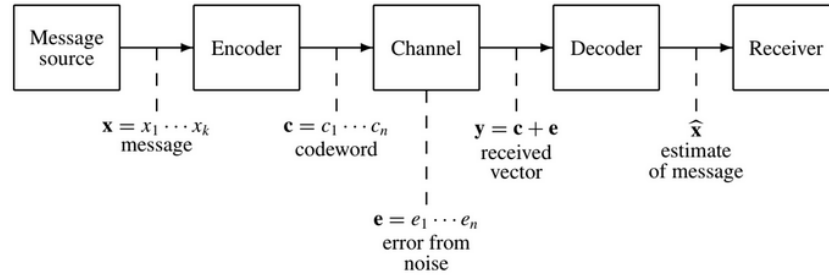 Message
source
Encoder
Channel
Decoder
Receiver
x = x₁ ··· xₖ
message
c = c₁ ··· cₙ
codeword
y = c + e
received
vector
x̂
estimate
of message
e = e₁ ··· eₙ
error from
noise